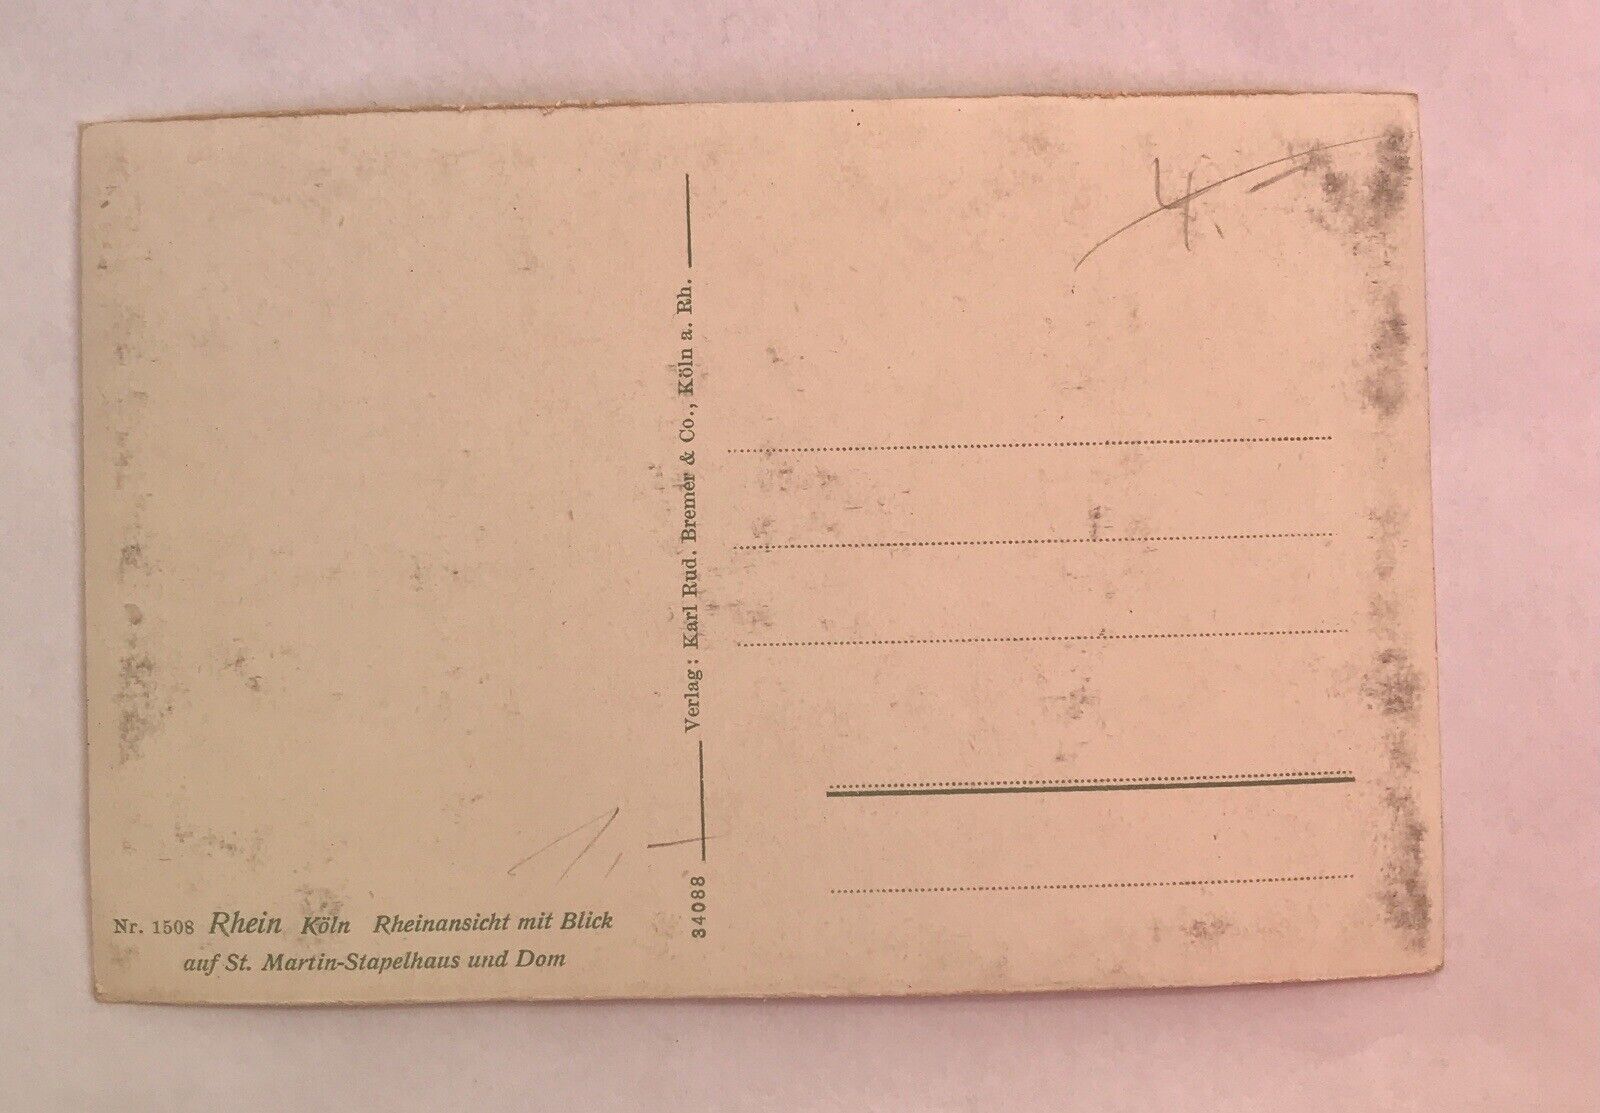 Nr. 1508 Rhein Köln Rheinansicht mit Blick
auf St. Martin-Stapelhaus und Dom
34088
Verlag: Karl Rud. Bremer & Co., Köln a. Rh.
4.-
1,-